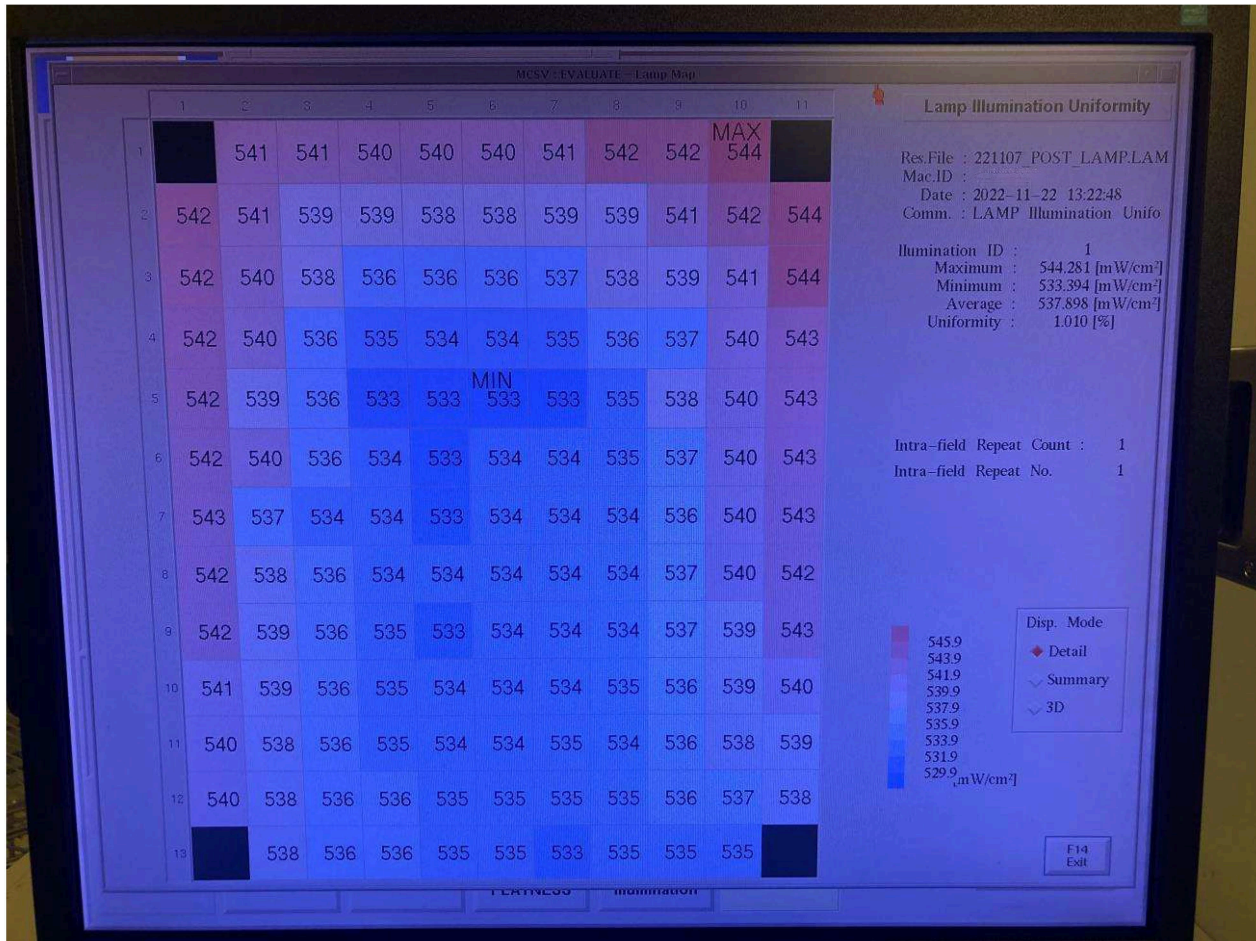 MCSV : EVALUATE - Lamp Map
1 2 3 4 5 6 7 8 9 10 11
Lamp Illumination Uniformity
MAX
1 541 541 540 540 540 541 542 542 544
2 542 541 539 539 538 538 539 539 541 542 544
3 542 540 538 536 536 536 537 538 539 541 544
4 542 540 536 535 534 534 535 536 537 540 543
MIN
5 542 539 536 533 533 533 533 535 538 540 543
6 542 540 536 534 533 534 534 535 537 540 543
7 543 537 534 534 533 534 534 534 536 540 543
8 542 538 536 534 534 534 534 534 537 540 542
9 542 539 536 535 533 534 534 534 537 539 543
10 541 539 536 535 534 534 534 535 536 539 540
11 540 538 536 535 534 534 535 534 536 538 539
12 540 538 536 536 535 535 535 535 536 537 538
13 538 536 536 535 535 533 535 535 535
Res.File : 221107_POST_LAMP.LAM
Mac.ID :
Date : 2022-11-22 13:22:48
Comm. : LAMP Illumination Unifo
Illumination ID : 1
Maximum : 544.281 [mW/cm²]
Minimum : 533.394 [mW/cm²]
Average : 537.898 [mW/cm²]
Uniformity : 1.010 [%]
Intra-field Repeat Count : 1
Intra-field Repeat No. 1
545.9
543.9
541.9
539.9
537.9
535.9
533.9
531.9
529.9
[mW/cm²]
Disp. Mode
Detail
Summary
3D
F14
Exit
FLATNESS
Illumination